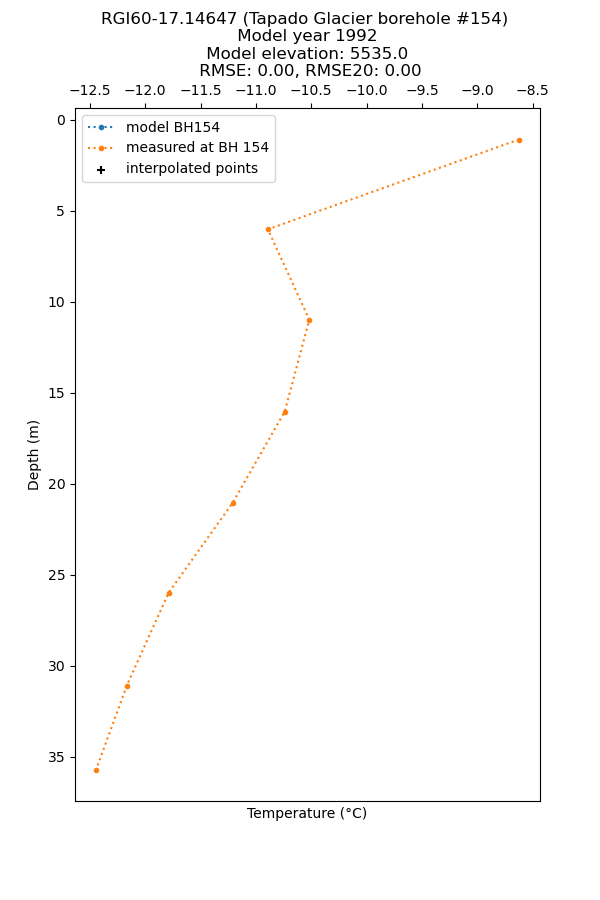 RGI60-17.14647 (Tapado Glacier borehole #154)
Model year 1992
Model elevation: 5535.0
RMSE: 0.00, RMSE20: 0.00
−12.5 −12.0 −11.5 −11.0 −10.5 −10.0 −9.5 −9.0 −8.5
model BH154
measured at BH 154
interpolated points
0
5
10
15
20
25
30
35
Depth (m)
Temperature (°C)